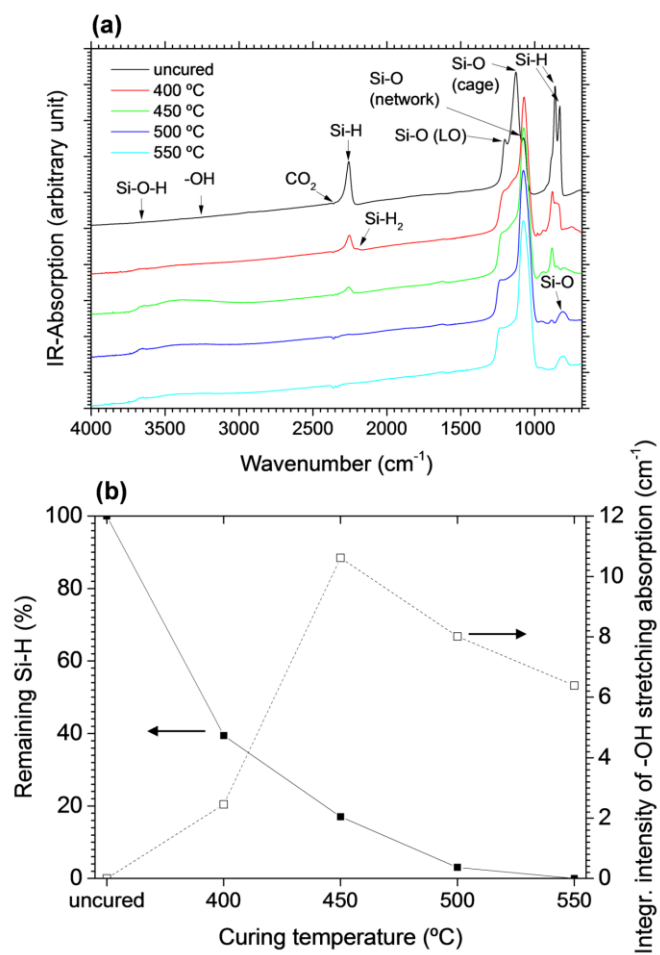 (a)
uncured
400 ºC
450 ºC
500 ºC
550 ºC
Si-O-H
-OH
CO2
Si-H
Si-H2
Si-O (LO)
Si-O
(network)
Si-O
(cage)
Si-H
Si-O
IR-Absorption (arbitrary unit)
4000 3500 3000 2500 2000 1500 1000
Wavenumber (cm-1)
(b)
100
80
60
40
20
0
Remaining Si-H (%)
12
10
8
6
4
2
0
Integr. intensity of -OH stretching absorption (cm-1)
uncured 400 450 500 550
Curing temperature (ºC)